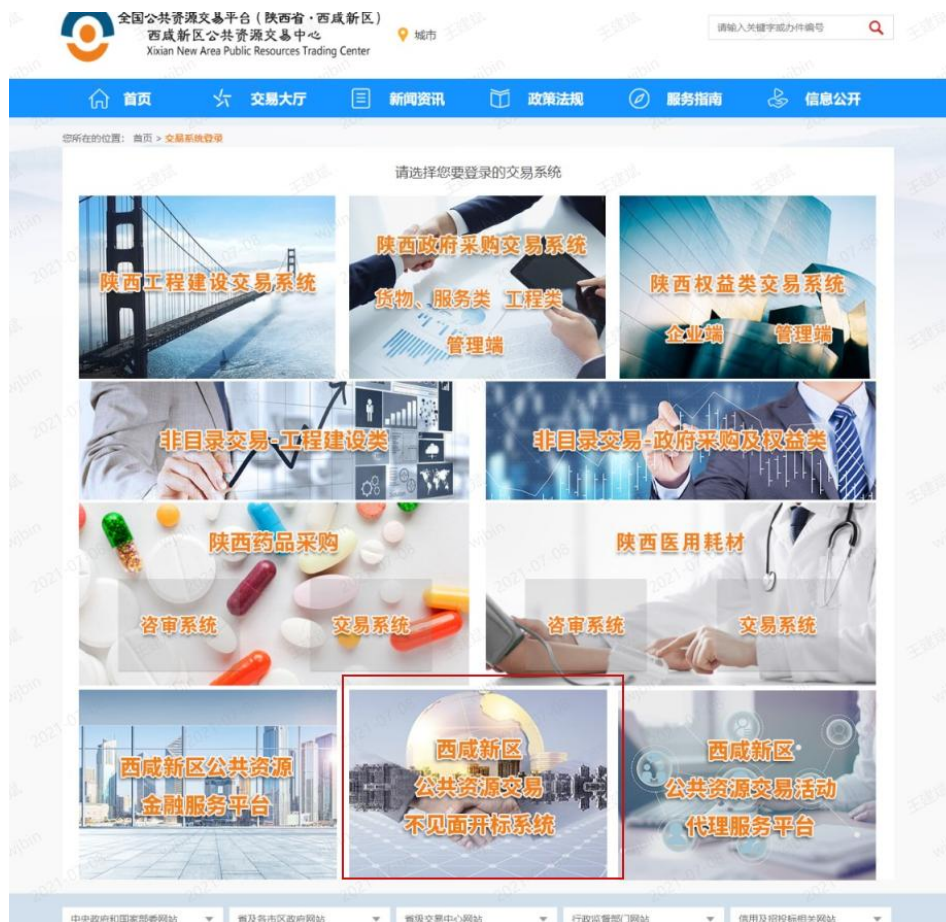 全国公共资源交易平台(陕西省·西咸新区)
西咸新区公共资源交易中心
Xixian New Area Public Resources Trading Center
城市
请输入关键字或办件编号
首页 交易大厅 新闻资讯 政策法规 服务指南 信息公开
您所在的位置: 首页 > 交易系统登录
请选择您要登录的交易系统
陕西工程建设交易系统
陕西政府采购交易系统
货物、服务类 工程类
管理端
陕西权益类交易系统
企业端 管理端
非目录交易-工程建设类
非目录交易-政府采购及权益类
陕西药品采购
咨审系统 交易系统
陕西医用耗材
咨审系统 交易系统
西咸新区公共资源
金融服务平台
西咸新区
公共资源交易
不见面开标系统
西咸新区
公共资源交易活动
代理服务平台
中央政府和国家部委网站 省及各市区政府网站 省级交易中心网站 行政监督部门网站 信用及招投标相关网站